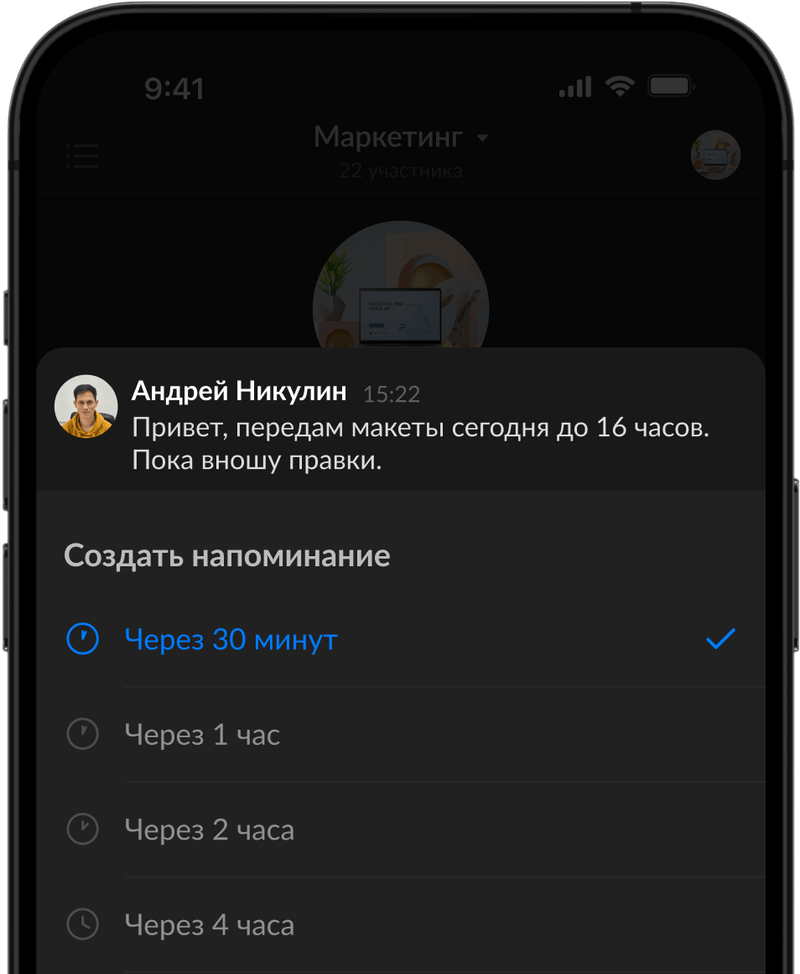 9:41
Маркетинг
22 участника
Андрей Никулин 15:22
Привет, передам макеты сегодня до 16 часов.
Пока вношу правки.
Создать напоминание
Через 30 минут
Через 1 час
Через 2 часа
Через 4 часа